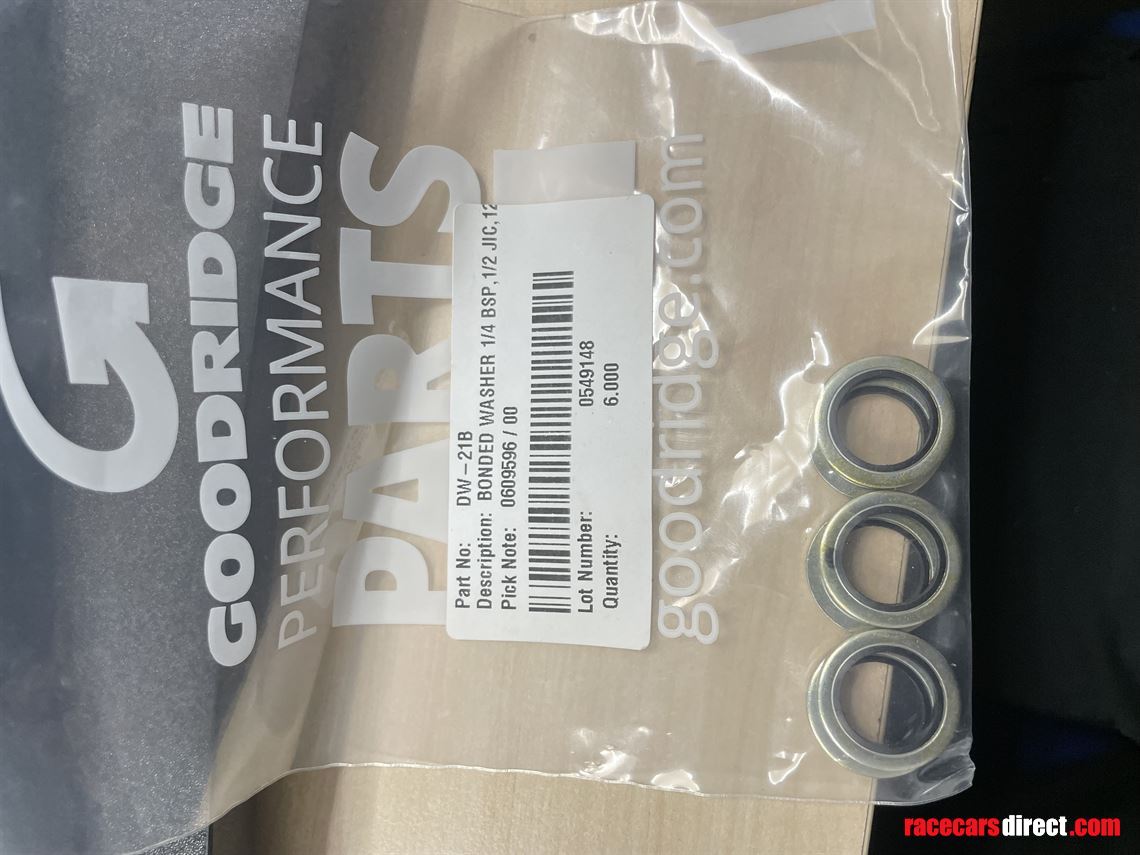 GOODRIDGE
PERFORMANCE
PARTS
Part No: DW-21B
Description: BONDED WASHER 1/4 BSP,1/2 JIC,12
Pick Note: 0609596 / 00
Lot Number: 0549148
Quantity: 6.000
goodridge.com
racecarsdirect.com